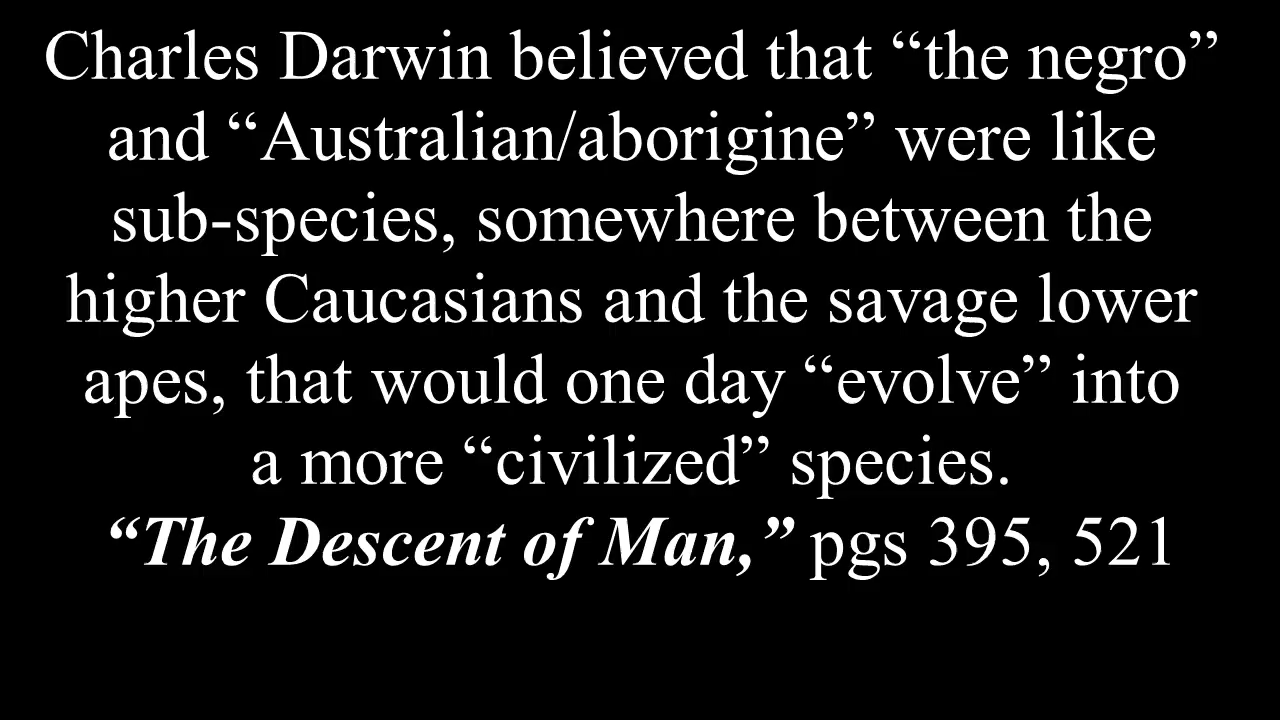 Charles Darwin believed that “the negro”
and “Australian/aborigine” were like
sub-species, somewhere between the
higher Caucasians and the savage lower
apes, that would one day “evolve” into
a more “civilized” species.
“The Descent of Man,” pgs 395, 521